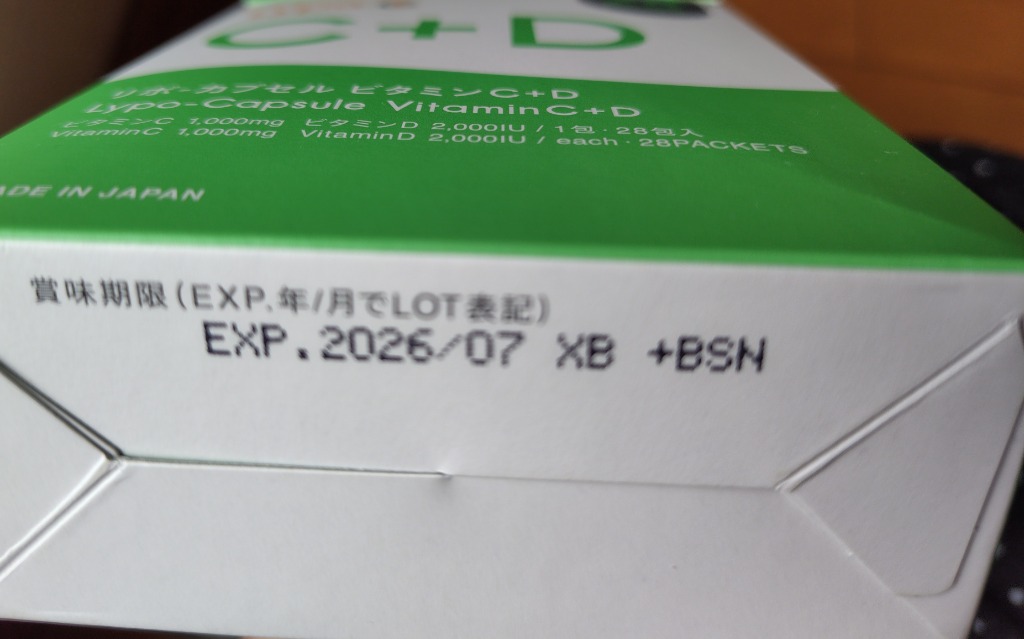 C+D
リポ-カプセル ビタミンC+D
Lypo-Capsule VitaminC+D
ビタミンC 1,000mg ビタミンD 2,000IU / 1包・28包入
VitaminC 1,000mg VitaminD 2,000IU / each・28PACKETS
ADE IN JAPAN
賞味期限(EXP.年/月でLOT表記)
EXP.2026/07 XB +BSN